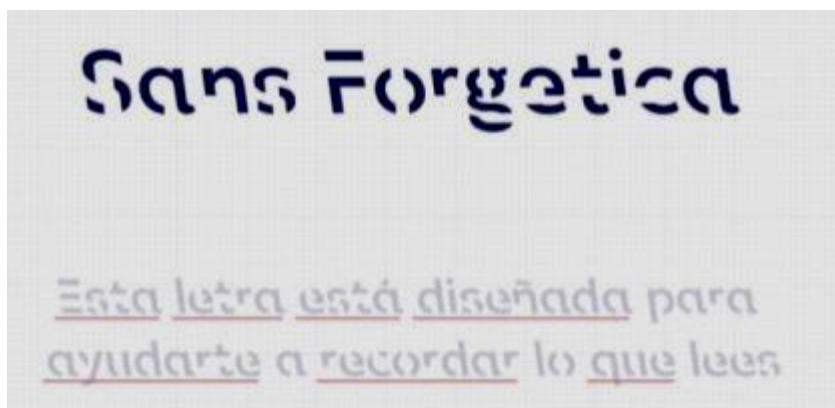 Sans Forgetica
Esta letra está diseñada para
ayudarte a recordar lo que lees